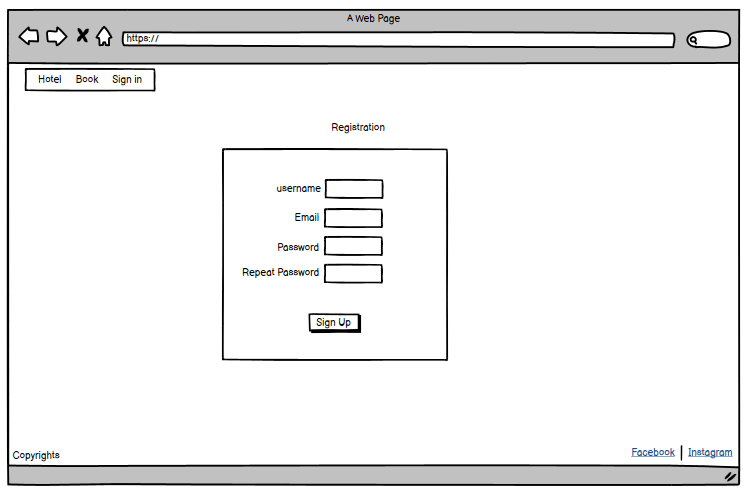 A Web Page
https://
Hotel Book Sign in
Registration
username
Email
Password
Repeat Password
Sign Up
Copyrights
Facebook | Instagram